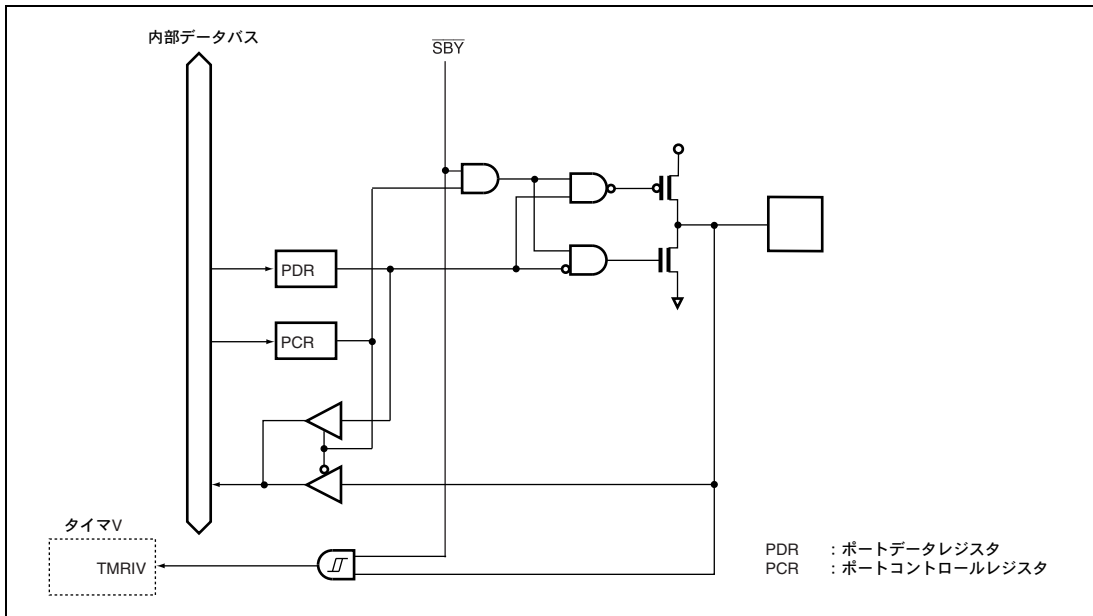 内部データバス
SBY
PDR
PCR
タイマV
TMRIV
PDR :ポートデータレジスタ
PCR :ポートコントロールレジスタ